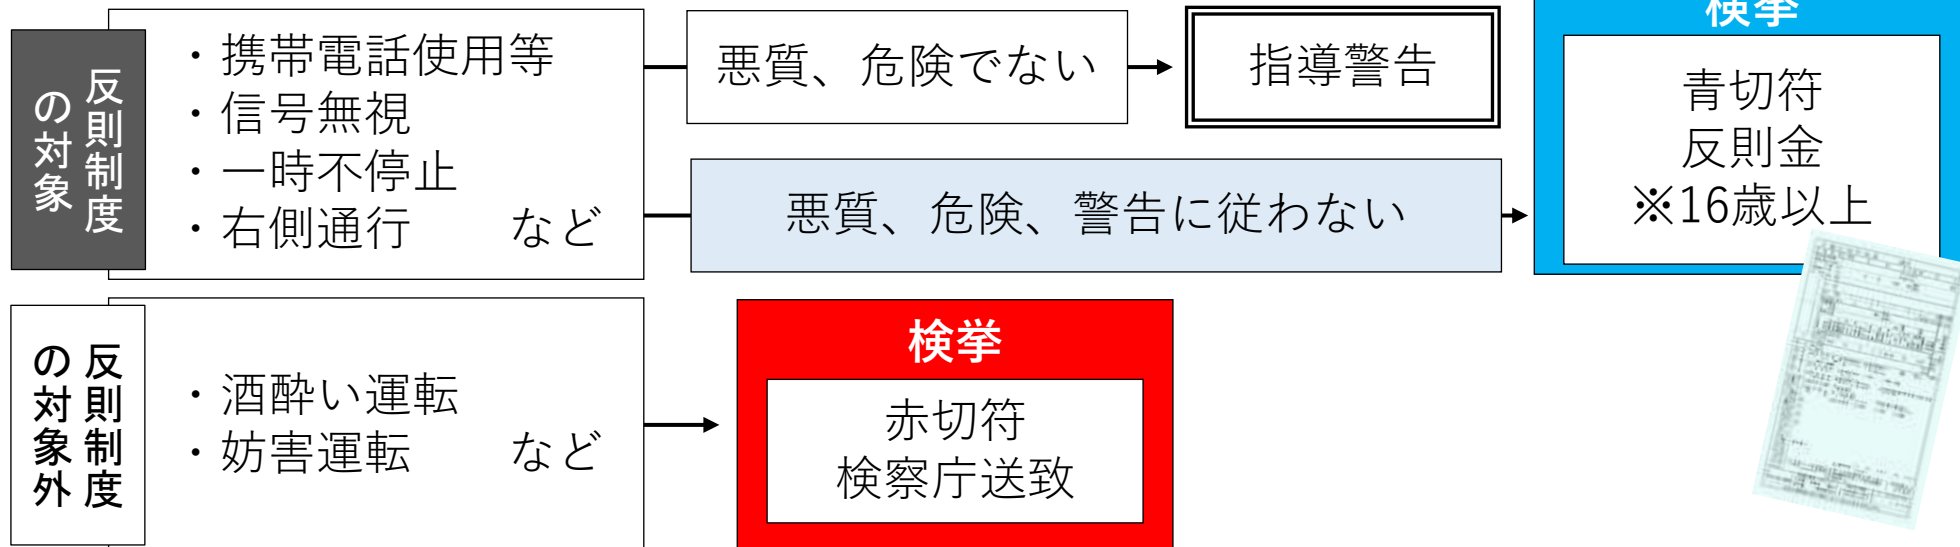 反則制度
の対象
・携帯電話使用等
・信号無視
・一時不停止
・右側通行　　など
悪質、危険でない
指導警告
悪質、危険、警告に従わない
検挙
青切符
反則金
※16歳以上
反則制度
の対象外
・酒酔い運転
・妨害運転　　など
検挙
赤切符
検察庁送致